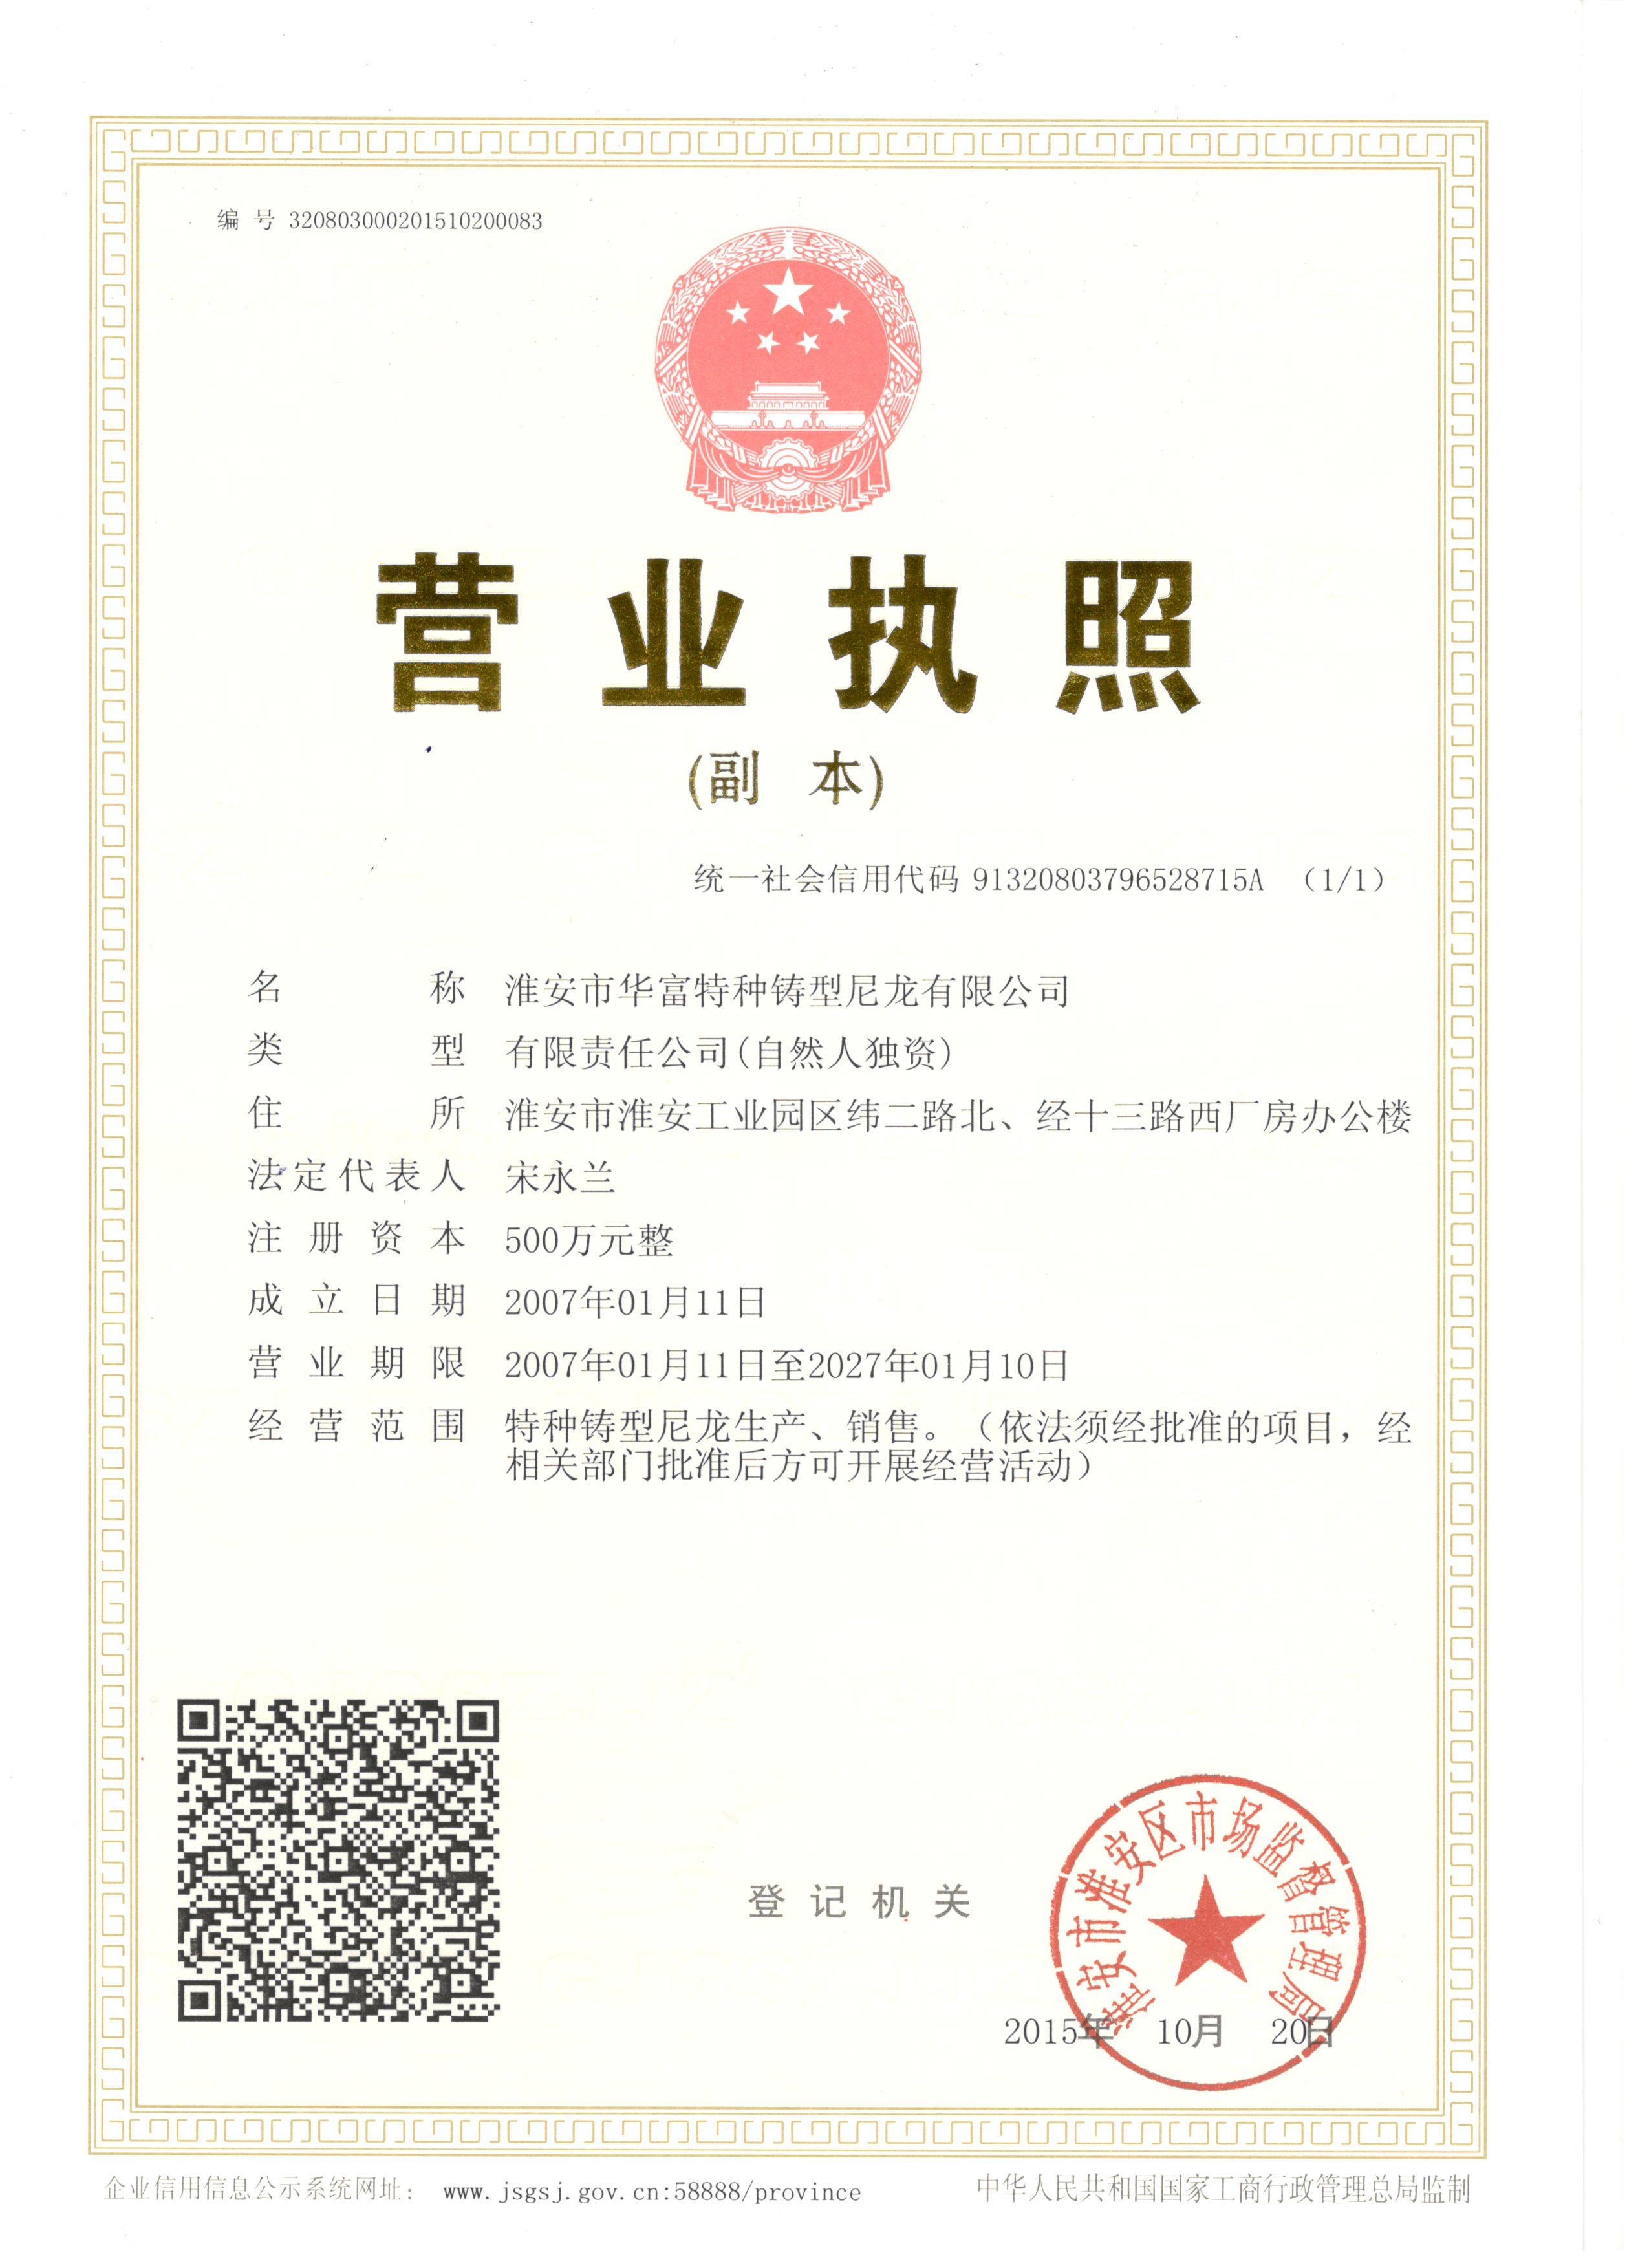 编 号 320803000201510200083
营业执照
(副 本)
统一社会信用代码 91320803796528715A （1/1）
名 称 淮安市华富特种铸型尼龙有限公司
类 型 有限责任公司(自然人独资)
住 所 淮安市淮安工业园区纬二路北、经十三路西厂房办公楼
法定代表人 宋永兰
注 册 资 本 500万元整
成 立 日 期 2007年01月11日
营 业 期 限 2007年01月11日至2027年01月10日
经 营 范 围 特种铸型尼龙生产、销售。（依法须经批准的项目，经
相关部门批准后方可开展经营活动）
登 记 机 关
淮安市淮安区市场监督管理局
2015年 10月 20日
企业信用信息公示系统网址： www.jsgsj.gov.cn:58888/province
中华人民共和国国家工商行政管理总局监制